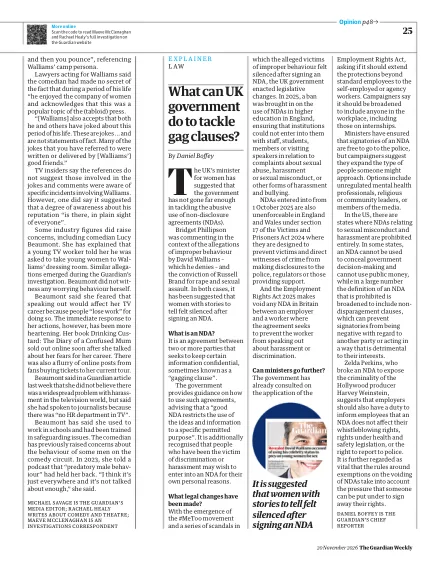 More online
Scan the code to read Maeve McClenaghan
and Rachael Healy's full investigation on
the Guardian website
Opinion p48→
25
and then you pounce", referencing
Walliams' camp persona.
Lawyers acting for Walliams said
the comedian had made no secret of
the fact that during a period of his life
"he enjoyed the company of women
and acknowledges that this was a
popular topic of the (tabloid) press.
"[Williams] also accepts that both
he and others have joked about this
period of his life. These are jokes … and
are not statements of fact. Many of the
jokes that you have referred to were
written or delivered by [Walliams']
good friends."
TV insiders say the references do
not suggest those involved in the
jokes and comments were aware of
specific incidents involving Walliams.
However, one did say it suggested
that a degree of awareness about his
reputation "is there, in plain sight
of everyone".
Some industry figures did raise
concerns, including comedian Lucy
Beaumont. She has explained that
a young TV worker told her he was
asked to take young women to Wal-
liams' dressing room. Similar allega-
tions emerged during the Guardian's
investigation. Beaumont did not wit-
ness any worrying behaviour herself.
Beaumont said she feared that
speaking out would affect her TV
career because people "lose work" for
doing so. The immediate response to
her actions, however, has been more
heartening. Her book Drinking Cus-
tard: The Diary of a Confused Mum
sold out online soon after she talked
about her fears for her career. There
was also a flurry of online posts from
fans buying tickets to her current tour.
Beaumont said in a Guardian article
last week that she did not believe there
was a widespread problem with harass-
ment in the television world, but said
she had spoken to journalists because
there was "no HR department in TV".
Beaumont has said she used to
work in schools and had been trained
in safeguarding issues. The comedian
has previously raised concerns about
the behaviour of some men on the
comedy circuit. In 2023, she told a
podcast that "predatory male behav-
iour" had held her back. "I think it's
just everywhere and it's not talked
about enough," she said.
MICHAEL SAVAGE IS THE GUARDIAN'S
MEDIA EDITOR; RACHAEL HEALY
WRITES ABOUT COMEDY AND THEATRE;
MAEVE MCCLENAGHAN IS AN
INVESTIGATIONS CORRESPONDENT
EXPLAINER
LAW
What can UK
government
do to tackle
gag clauses?
By Daniel Boffey
The UK's minister
for women has
suggested that
the government
has not gone far enough
in tackling the abusive
use of non-disclosure
agreements (NDAs).
Bridget Phillipson
was commenting in the
context of the allegations
of improper behaviour
by David Walliams –
which he denies – and
the conviction of Russell
Brand for rape and sexual
assault. In both cases, it
has been suggested that
women with stories to
tell felt silenced after
signing an NDA.
What is an NDA?
It is an agreement between
two or more parties that
seeks to keep certain
information confidential,
sometimes known as a
"gagging clause".
The government
provides guidance on how
to use such agreements,
advising that a "good
NDA restricts the use of
the ideas and information
to a specific permitted
purpose". It is additionally
recognised that people
who have been the victim
of discrimination or
harassment may wish to
enter into an NDA for their
own personal reasons.
What legal changes have
been made?
With the emergence of
the #MeToo movement
and a series of scandals in
which the alleged victims
of improper behaviour felt
silenced after signing an
NDA, the UK government
enacted legislative
changes. In 2025, a ban
was brought in on the
use of NDAs in higher
education in England,
ensuring that institutions
could not enter into them
with staff, students,
members or visiting
speakers in relation to
complaints about sexual
abuse, harassment
or sexual misconduct, or
other forms of harassment
and bullying.
NDAs entered into from
1 October 2025 are also
unenforceable in England
and Wales under section
17 of the Victims and
Prisoners Act 2024 where
they are designed to
prevent victims and direct
witnesses of crime from
making disclosures to the
police, regulators or those
providing support.
And the Employment
Rights Act 2025 makes
void any NDA in Britain
between an employer
and a worker where
the agreement seeks
to prevent the worker
from speaking out
about harassment or
discrimination.
Can ministers go further?
The government has
already consulted on
the application of the
It is suggested
that women with
stories to tell felt
silenced after
signing an NDA
Employment Rights Act,
asking if it should extend
the protections beyond
standard employees to the
self-employed or agency
workers. Campaigners say
it should be broadened
to include anyone in the
workplace, including
those on internships.
Ministers have ensured
that signatories of an NDA
are free to go to the police,
but campaigners suggest
they expand the type of
people someone might
approach. Options include
unregulated mental health
professionals, religious
or community leaders, or
members of the media.
In the US, there are
states where NDAs relating
to sexual misconduct and
harassment are prohibited
entirely. In some states,
an NDA cannot be used
to conceal government
decision-making and
cannot use public money,
while in a large number
the definition of an NDA
that is prohibited is
broadened to include non-
disparagement clauses,
which can prevent
signatories from being
negative with regard to
another party or acting in
a way that is detrimental
to their interests.
Zelda Perkins, who
broke an NDA to expose
the criminality of the
Hollywood producer
Harvey Weinstein,
suggests that employers
should also have a duty to
inform employees that an
NDA does not affect their
whistleblowing rights,
rights under health and
safety legislation, or the
right to report to police.
It is further regarded as
vital that the rules around
exemptions on the voiding
of NDAs take into account
the pressure that someone
can be put under to sign
away their rights.
DANIEL BOFFEY IS THE
GUARDIAN'S CHIEF
REPORTER
20 November 2026 The Guardian Weekly